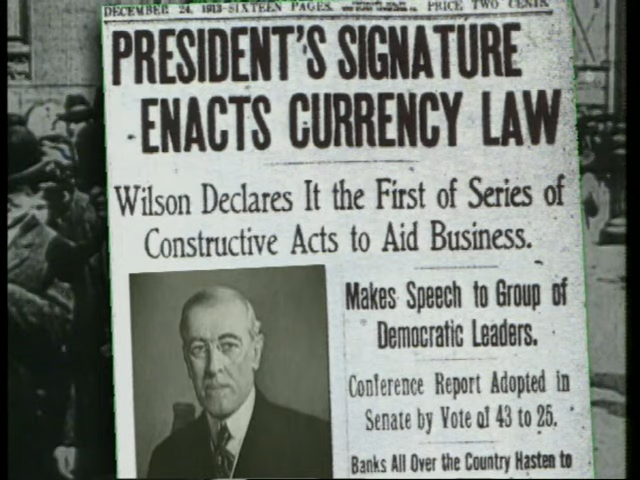 DECEMBER 24, 1913-SIXTEEN PAGES. PRICE TWO CENTS.
PRESIDENT'S SIGNATURE
ENACTS CURRENCY LAW
Wilson Declares It the First of Series of
Constructive Acts to Aid Business.
Makes Speech to Group of
Democratic Leaders.
Conference Report Adopted in
Senate by Vote of 43 to 25.
Banks All Over the Country Hasten to